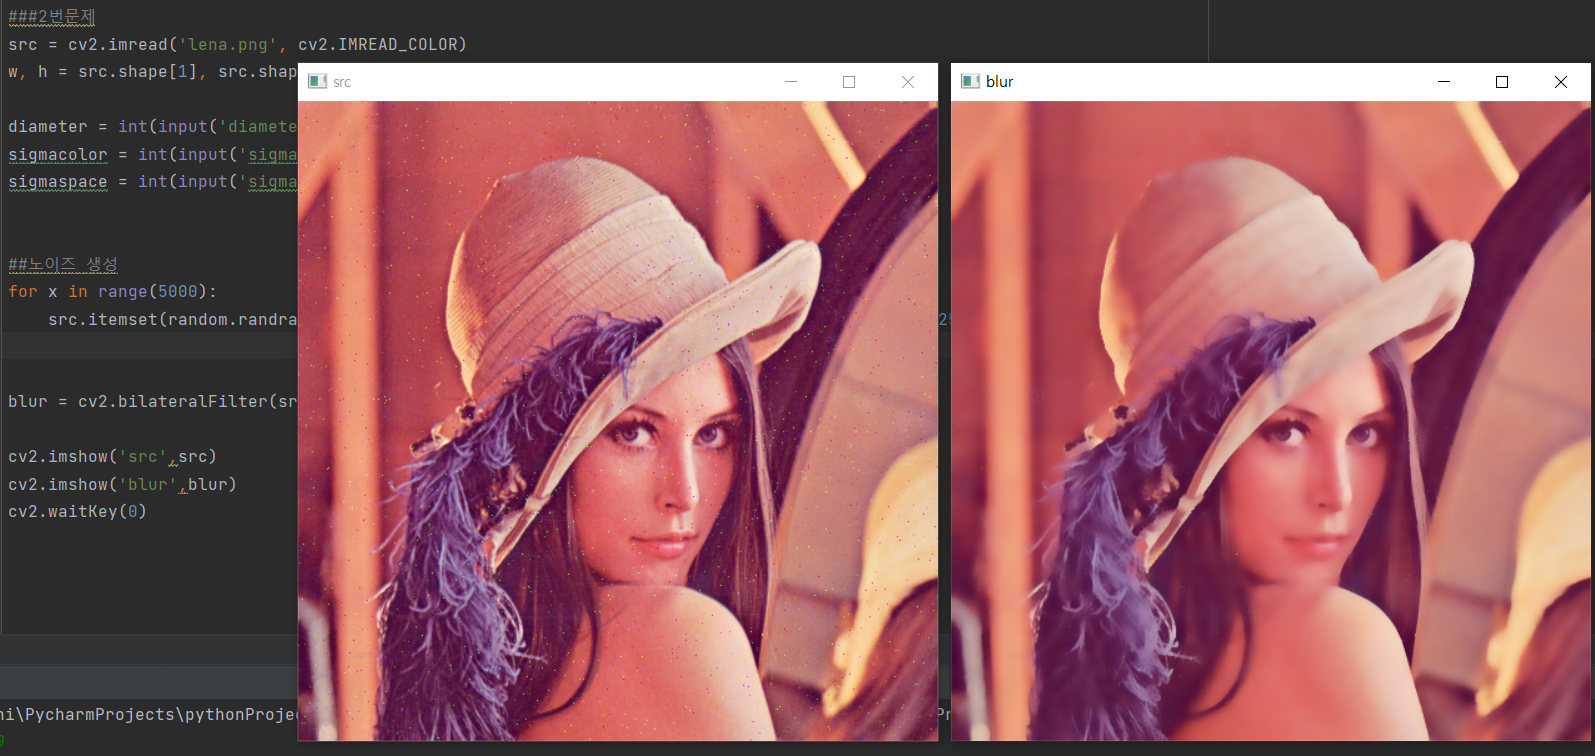 ###2번문제
src = cv2.imread('lena.png', cv2.IMREAD_COLOR)
w, h = src.shape[1], src.shap
src
blur
diameter = int(input('diamete
sigmacolor = int(input('sigma
sigmaspace = int(input('sigma
##노이즈 생성
for x in range(5000):
src.itemset(random.randra
blur = cv2.bilateralFilter(sr
cv2.imshow('src',src)
cv2.imshow('blur',blur)
cv2.waitKey(0)
ni\PycharmProjects\pythonProje